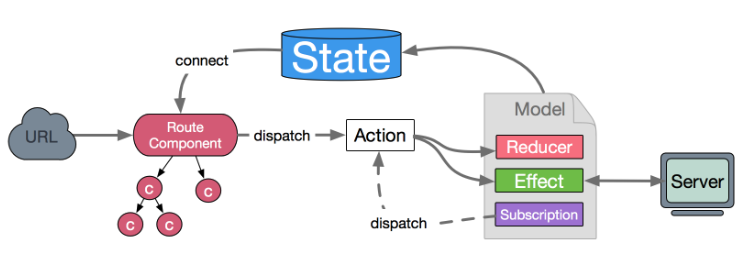 State
connect
Model
URL
Route
Component
dispatch
Action
Reducer
Effect
Server
Subscription
dispatch
C
C
C
C